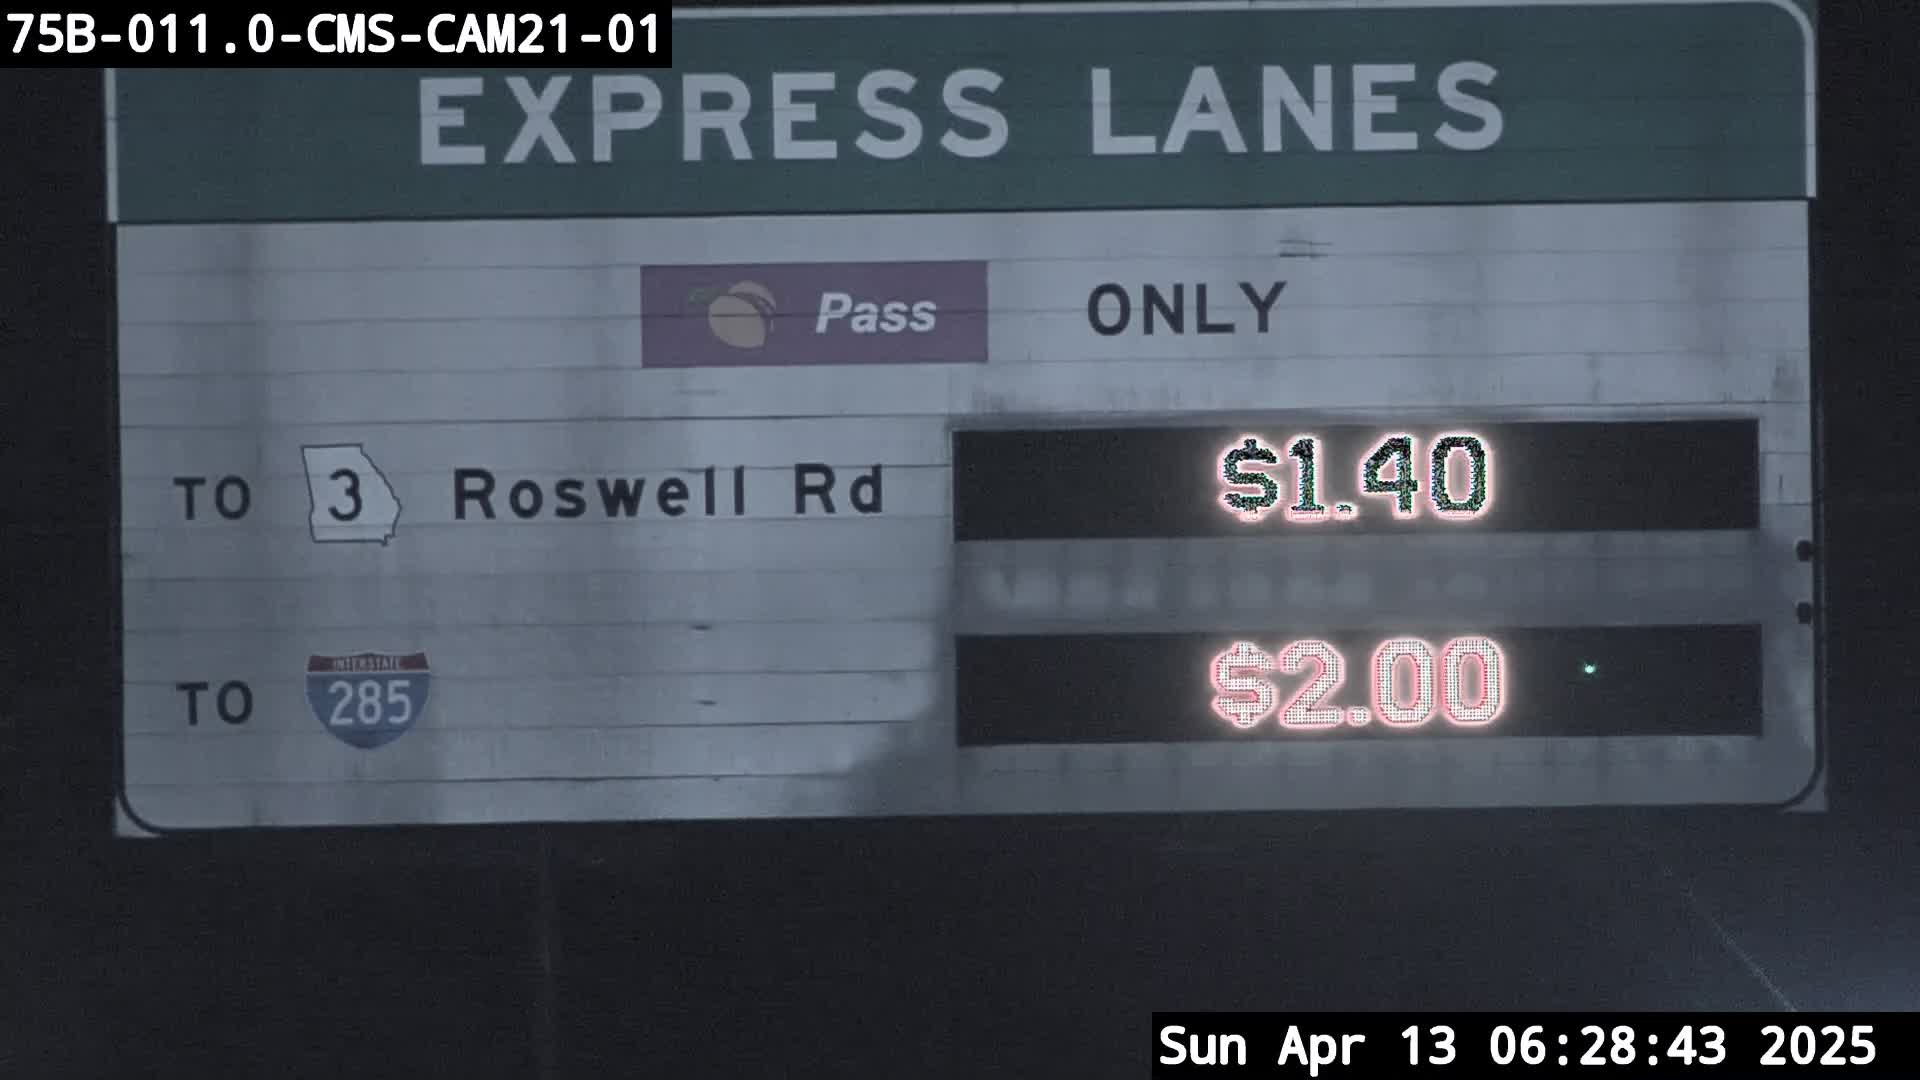 75B-011.0-CMS-CAM21-01
EXPRESS LANES
Pass ONLY
TO 3 Roswell Rd $1.40
TO INTERSTATE 285 $2.00
Sun Apr 13 06:28:43 2025